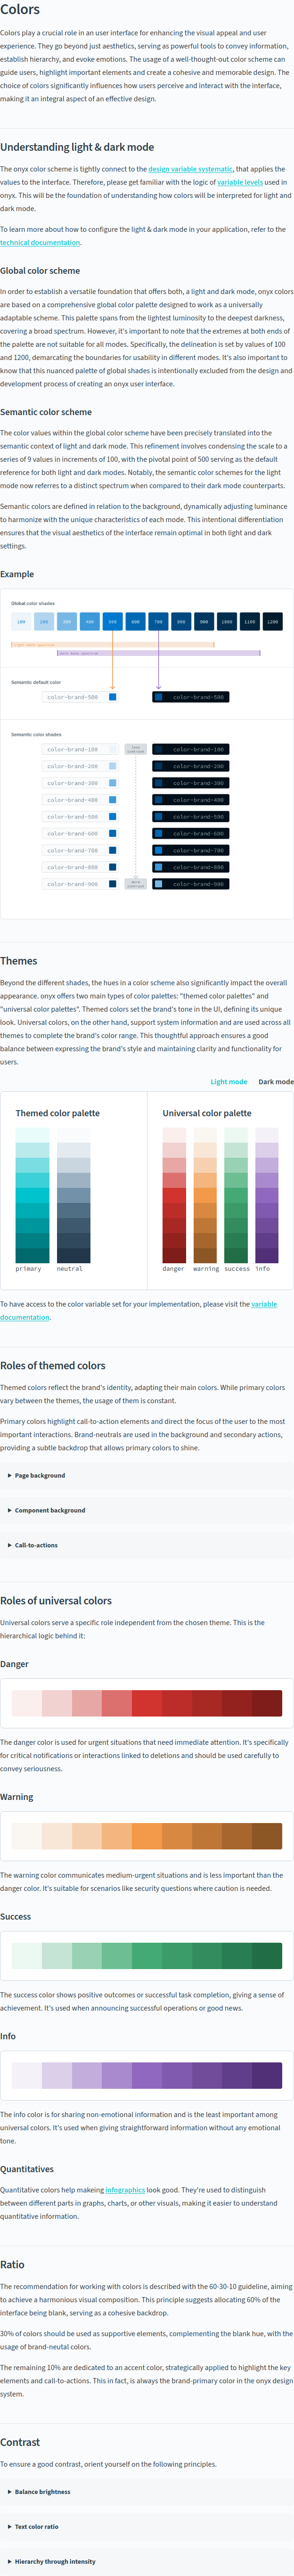 Colors
Colors play a crucial role in an user interface for enhancing the visual appeal and user
experience. They go beyond just aesthetics, serving as powerful tools to convey information,
establish hierarchy, and evoke emotions. The usage of a well-thought-out color scheme can
guide users, highlight important elements and create a cohesive and memorable design. The
choice of colors significantly influences how users perceive and interact with the interface,
making it an integral aspect of an effective design.
Understanding light & dark mode
The onyx color scheme is tightly connect to the design variable systematic, that applies the
values to the interface. Therefore, please get familiar with the logic of variable levels used in
onyx. This will be the foundation of understanding how colors will be interpreted for light and
dark mode.
To learn more about how to configure the light & dark mode in your application, refer to the
technical documentation.
Global color scheme
In order to establish a versatile foundation that offers both, a light and dark mode, onyx colors
are based on a comprehensive global color palette designed to work as a universally
adaptable scheme. This palette spans from the lightest luminosity to the deepest darkness,
covering a broad spectrum. However, it's important to note that the extremes at both ends of
the palette are not suitable for all modes. Specifically, the delineation is set by values of 100
and 1200, demarcating the boundaries for usability in different modes. It's also important to
know that this nuanced palette of global shades is intentionally excluded from the design and
development process of creating an onyx user interface.
Semantic color scheme
The color values within the global color scheme have been precisely translated into the
semantic context of light and dark mode. This refinement involves condensing the scale to a
series of 9 values in increments of 100, with the pivotal point of 500 serving as the default
reference for both light and dark modes. Notably, the semantic color schemes for the light
mode now referres to a distinct spectrum when compared to their dark mode counterparts.
Semantic colors are defined in relation to the background, dynamically adjusting luminance
to harmonize with the unique characteristics of each mode. This intentional differentiation
ensures that the visual aesthetics of the interface remain optimal in both light and dark
settings.
Example
Global color shades
100 200 300 400 500 600 700 800 900 1000 1100 1200
light mode spectrum
dark mode spectrum
Semantic default color
color-brand-500 color-brand-500
Semantic color shades
color-brand-100 less luminum color-brand-100
color-brand-200 color-brand-200
color-brand-300 color-brand-300
color-brand-400 color-brand-400
color-brand-500 color-brand-500
color-brand-600 color-brand-600
color-brand-700 color-brand-700
color-brand-800 color-brand-800
color-brand-900 more color-brand-900
Themes
Beyond the different shades, the hues in a color scheme also significantly impact the overall
appearance. onyx offers two main types of color palettes: "themed color palettes" and
"universal color palettes". Themed colors set the brand's tone in the UI, defining its unique
look. Universal colors, on the other hand, support system information and are used across all
themes to complete the brand's color range. This thoughtful approach ensures a good
balance between expressing the brand's style and maintaining clarity and functionality for
users.
Light mode Dark mode
Themed color palette Universal color palette
primary neutral danger warning success info
To have access to the color variable set for your implementation, please visit the variable
documentation.
Roles of themed colors
Themed colors reflect the brand's identity, adapting their main colors. While primary colors
vary between the themes, the usage of them is constant.
Primary colors highlight call-to-action elements and direct the focus of the user to the most
important interactions. Brand-neutrals are used in the background and secondary actions,
providing a subtle backdrop that allows primary colors to shine.
Page background
Component background
Call-to-actions
Roles of universal colors
Universal colors serve a specific role independent from the chosen theme. This is the
hierarchical logic behind it:
Danger
The danger color is used for urgent situations that need immediate attention. It's specifically
for critical notifications or interactions linked to deletions and should be used carefully to
convey seriousness.
Warning
The warning color communicates medium-urgent situations and is less important than the
danger color. It's suitable for scenarios like security questions where caution is needed.
Success
The success color shows positive outcomes or successful task completion, giving a sense of
achievement. It's used when announcing successful operations or good news.
Info
The info color is for sharing non-emotional information and is the least important among
universal colors. It's used when giving straightforward information without any emotional
tone.
Quantitatives
Quantitative colors help makeing infographics look good. They're used to distinguish
between different parts in graphs, charts, or other visuals, making it easier to understand
quantitative information.
Ratio
The recommendation for working with colors is described with the 60-30-10 guideline, aiming
to achieve a harmonious visual composition. This principle suggests allocating 60% of the
interface being blank, serving as a cohesive backdrop.
30% of colors should be used as supportive elements, complementing the blank hue, with the
usage of brand-neutal colors.
The remaining 10% are dedicated to an accent color, strategically applied to highlight the key
elements and call-to-actions. This in fact, is always the brand-primary color in the onyx design
system.
Contrast
To ensure a good contrast, orient yourself on the following principles.
Balance brightness
Text color ratio
Hierarchy through intensity